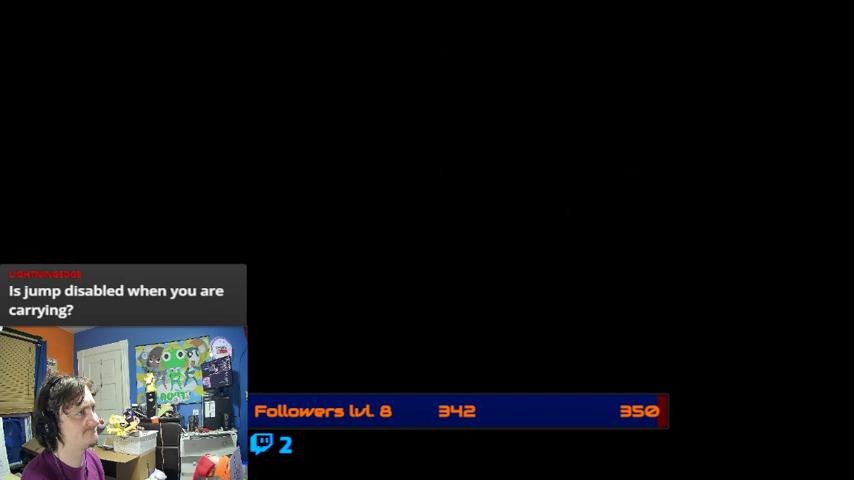 LIGHTNINGEDGE
Is jump disabled when you are
carrying?
Followers lvl. 8 342 350
2